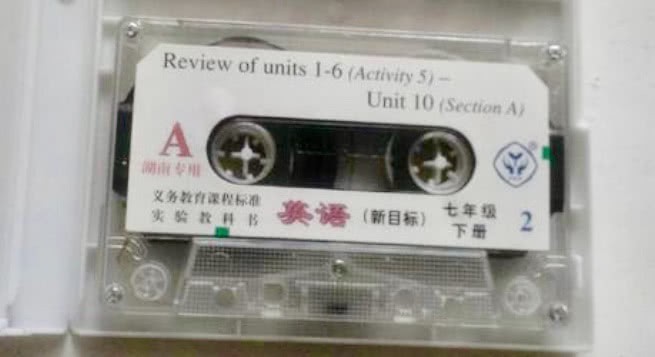 Review of units 1-6 (Activity 5) –
Unit 10 (Section A)
A
湖南专用
®
义务教育课程标准
实验教科书
英语
(新目标)
七年级
下册
2